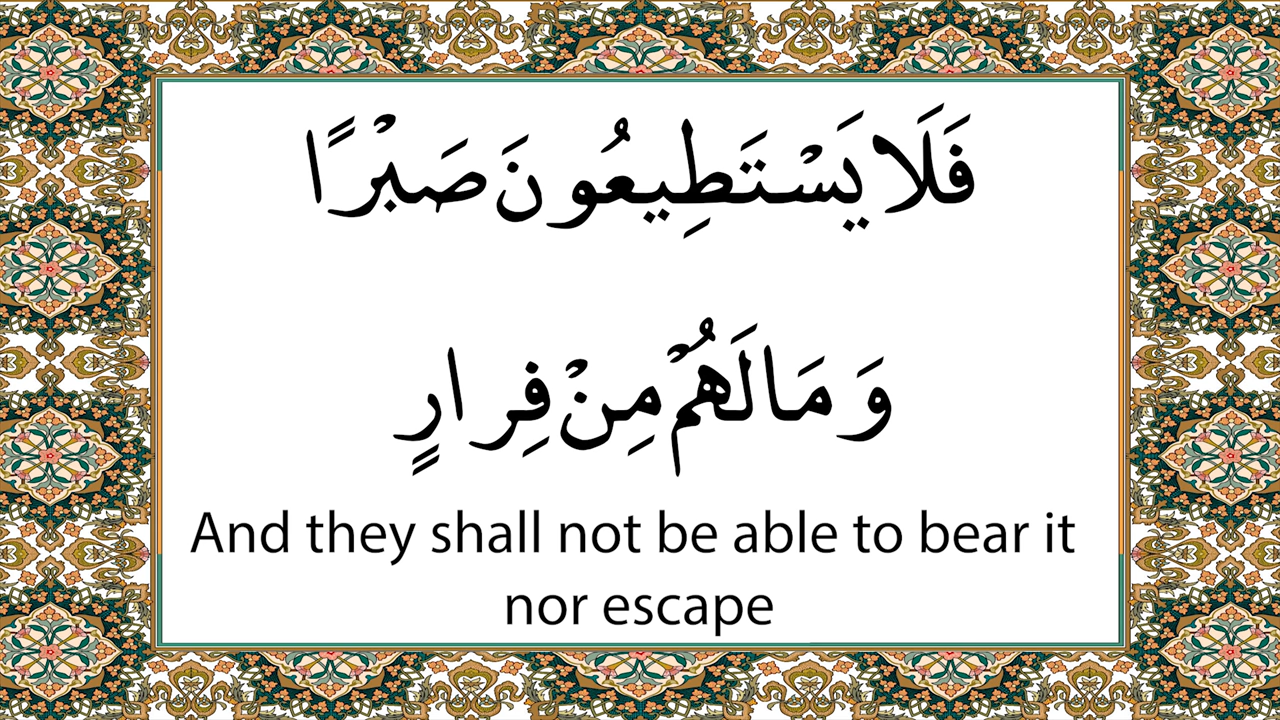 فَلَا يَسْتَطِيعُونَ صَبْرًا
وَمَا لَهُمْ مِنْ فِرَارٍ
And they shall not be able to bear it
nor escape